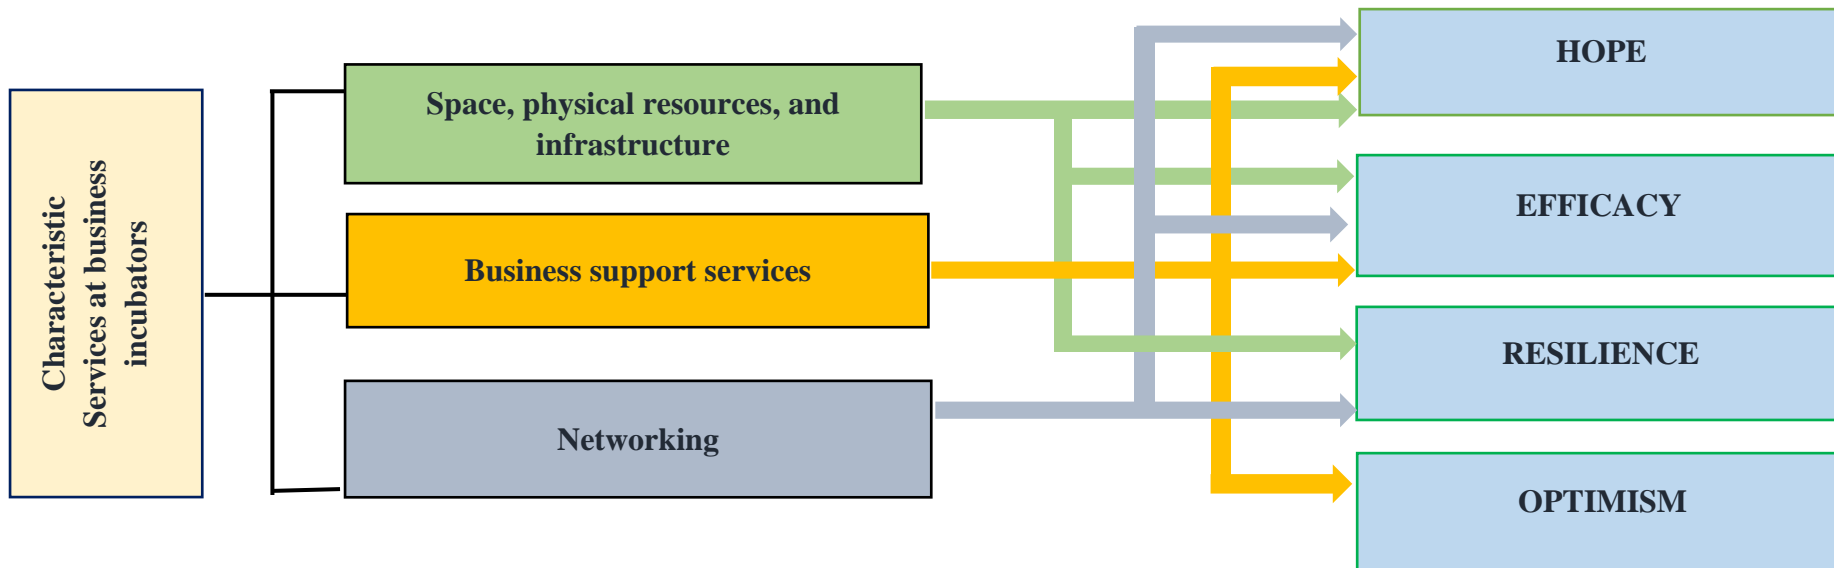 Characteristic
Services at business
incubators
Space, physical resources, and
infrastructure
Business support services
Networking
HOPE
EFFICACY
RESILIENCE
OPTIMISM